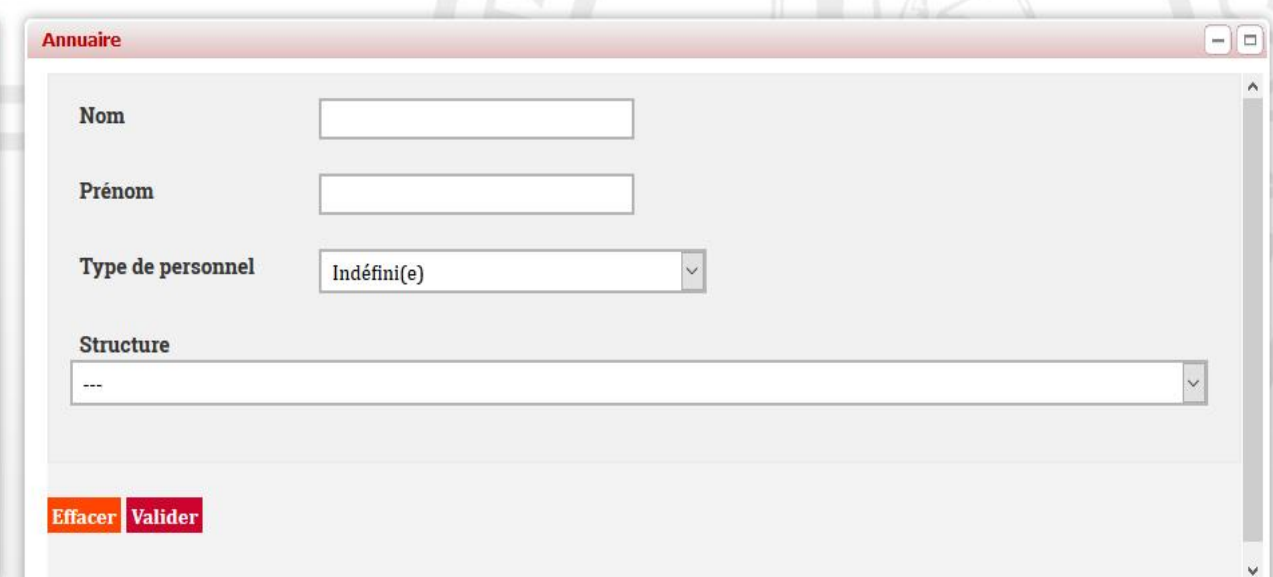 Annuaire
Nom
Prénom
Type de personnel
Indéfini(e)
Structure
---
Effacer Valider